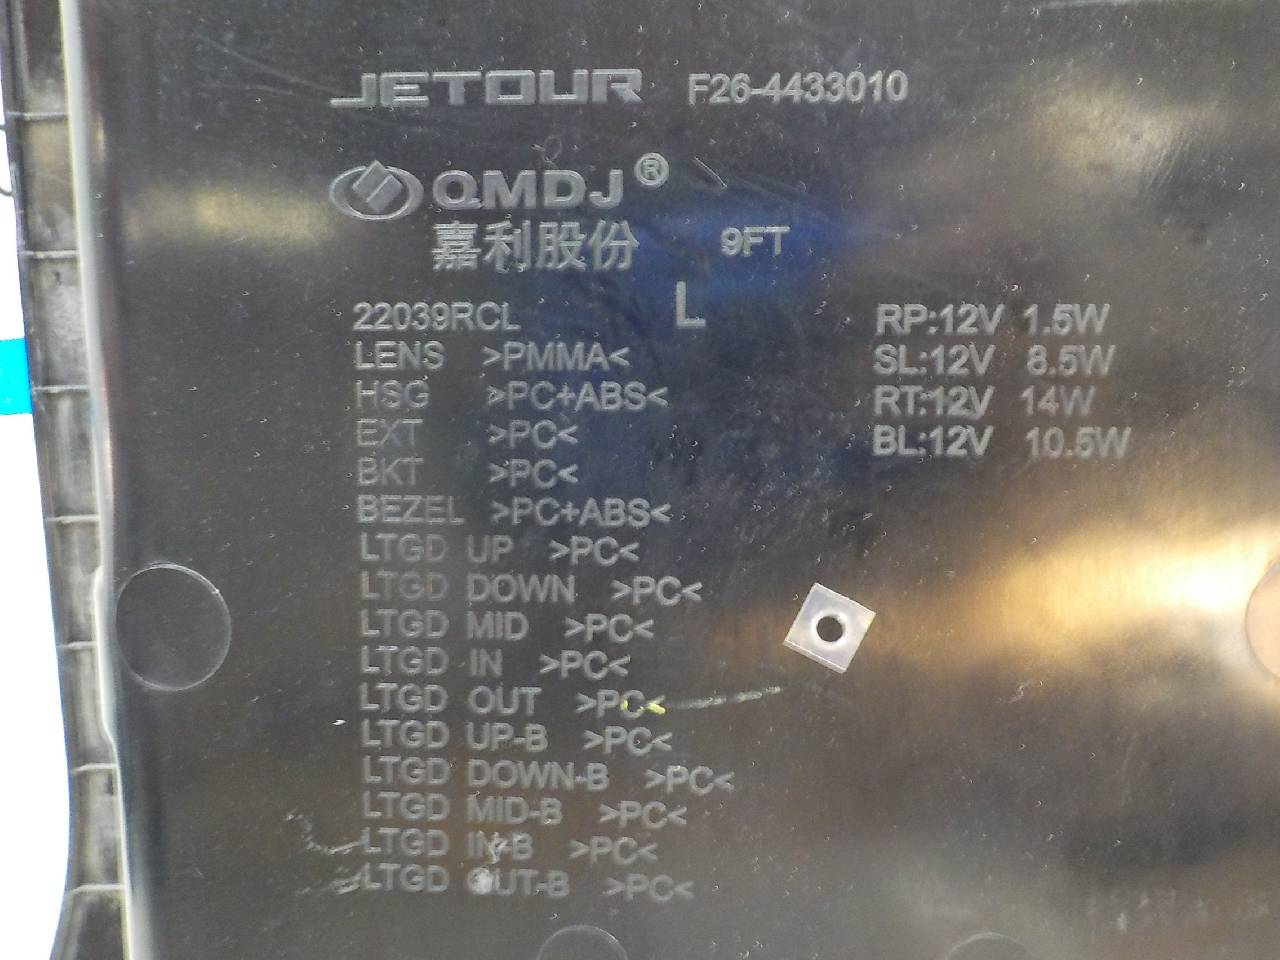 JETOUR F26-4433010
QMDJ®
嘉利股份 9FT
L
22039RCL
LENS >PMMA<
HSG >PC+ABS<
EXT >PC<
BKT >PC<
BEZEL >PC+ABS<
LTGD UP >PC<
LTGD DOWN >PC<
LTGD MID >PC<
LTGD IN >PC<
LTGD OUT >PC<
LTGD UP-B >PC<
LTGD DOWN-B >PC<
LTGD MID-B >PC<
LTGD IN-B >PC<
LTGD OUT-B >PC<
RP:12V 1.5W
SL:12V 8.5W
RT:12V 14W
BL:12V 10.5W